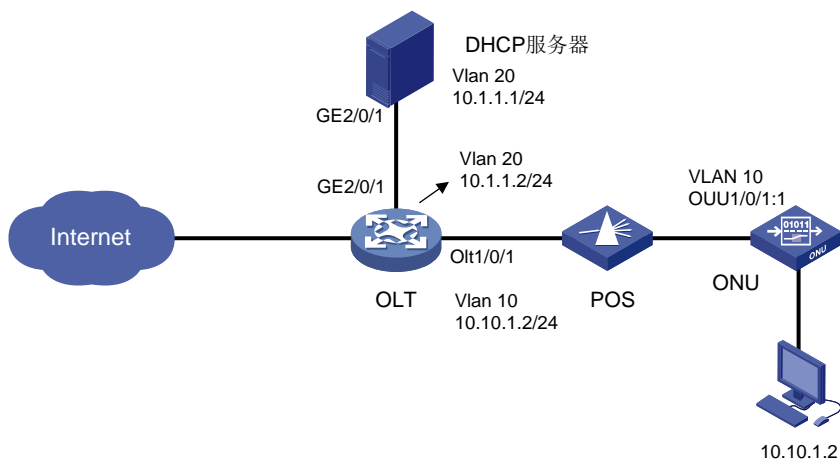 DHCP服务器
Vlan 20
10.1.1.1/24
GE2/0/1
Vlan 20
10.1.1.2/24
GE2/0/1
VLAN 10
OUU1/0/1:1
Internet
01011
ONU
Olt1/0/1
OLT
Vlan 10
10.10.1.2/24
POS
ONU
10.10.1.2